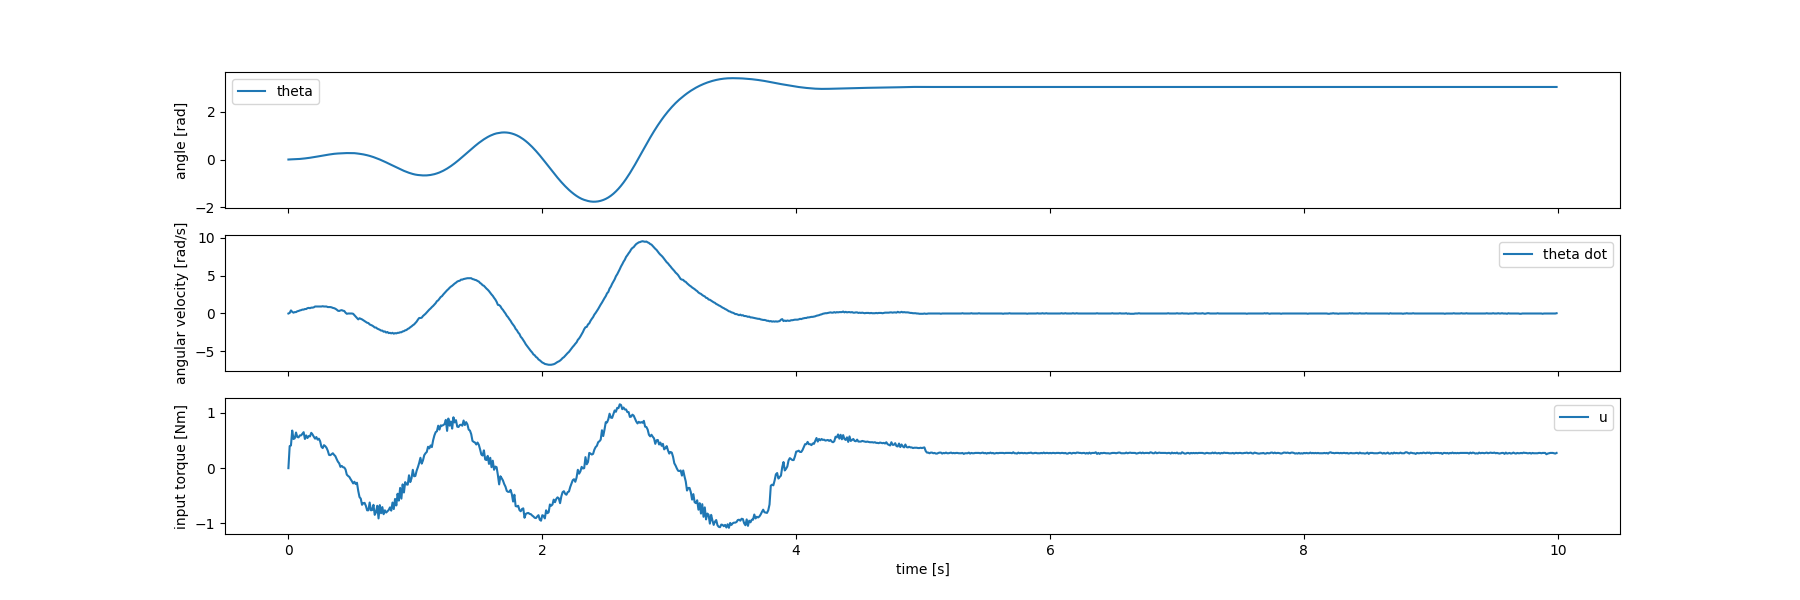 angle [rad]
2
0
−2
theta
angular velocity [rad/s]
10
5
0
−5
theta dot
input torque [Nm]
1
0
−1
u
0 2 4 6 8 10
time [s]